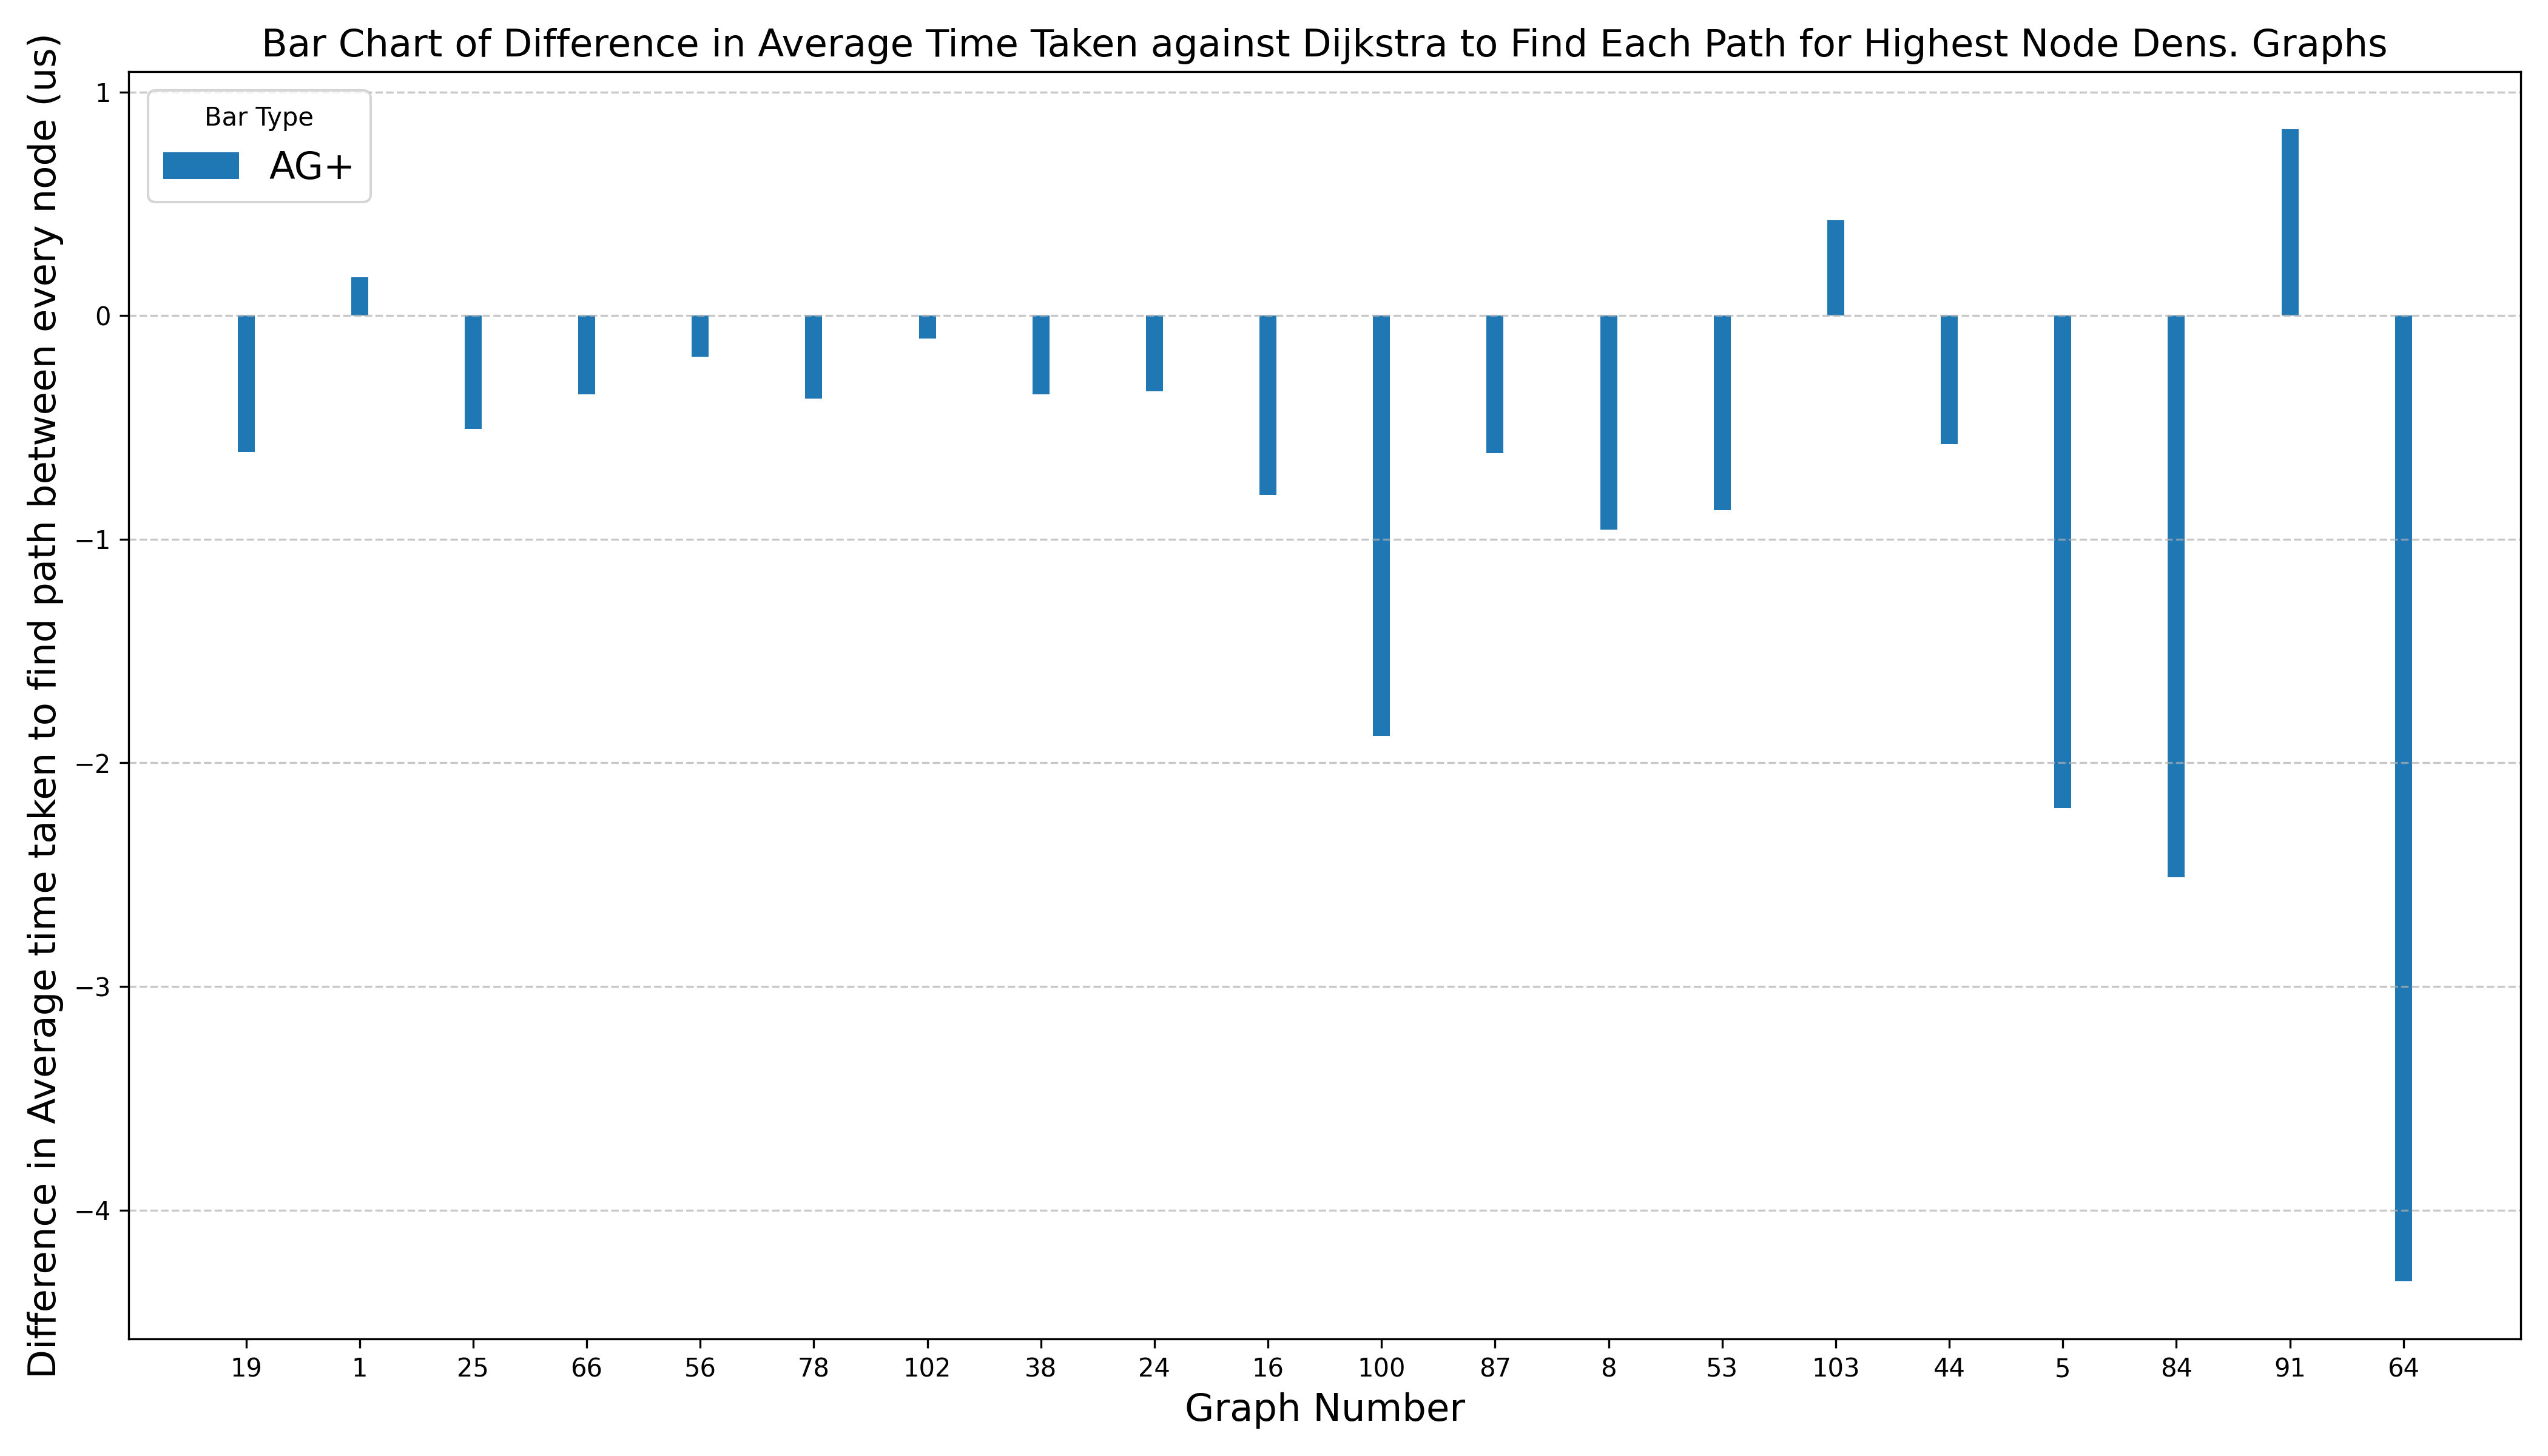 Bar Chart of Difference in Average Time Taken against Dijkstra to Find Each Path for Highest Node Dens. Graphs
Difference in Average time taken to find path between every node (us)
Bar Type
AG+
1
0
−1
−2
−3
−4
19 1 25 66 56 78 102 38 24 16 100 87 8 53 103 44 5 84 91 64
Graph Number